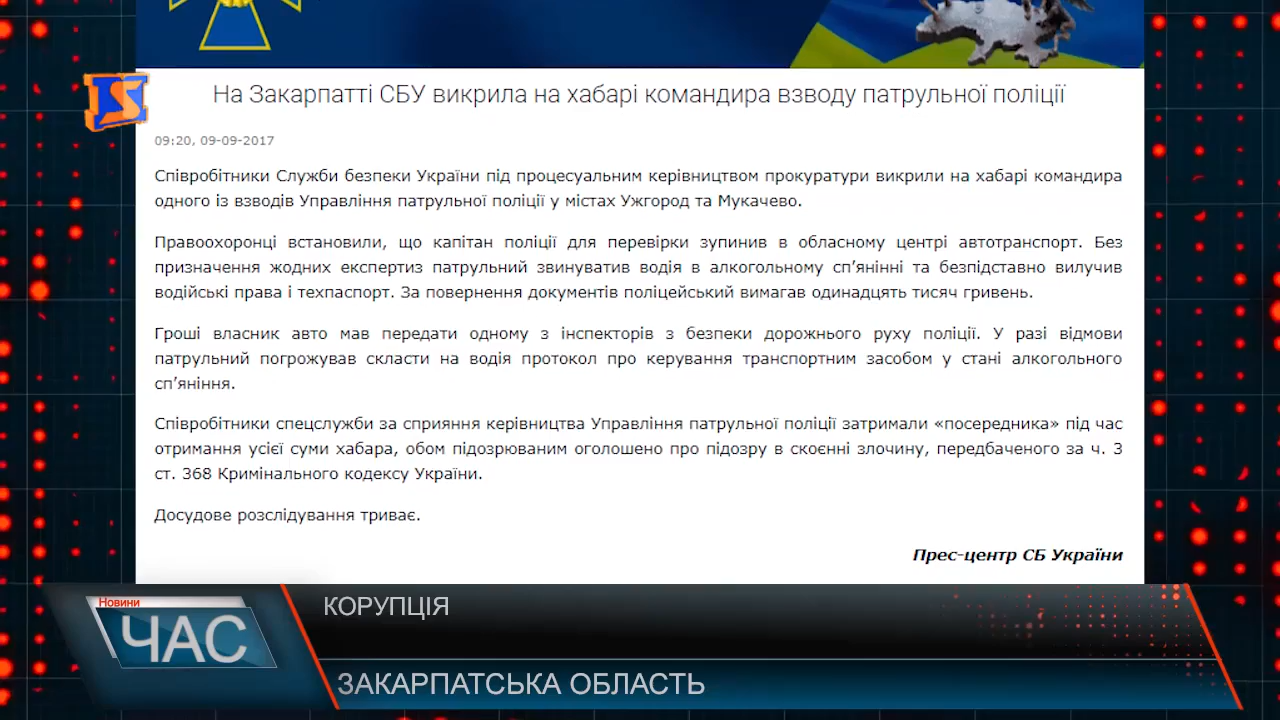 На Закарпатті СБУ викрила на хабарі командира взводу патрульної поліції
09:20, 09-09-2017
Співробітники Служби безпеки України під процесуальним керівництвом прокуратури викрили на хабарі командира
одного із взводів Управління патрульної поліції у містах Ужгород та Мукачево.
Правоохоронці встановили, що капітан поліції для перевірки зупинив в обласному центрі автотранспорт. Без
призначення жодних експертиз патрульний звинуватив водія в алкогольному сп’янінні та безпідставно вилучив
водійські права і техпаспорт. За повернення документів поліцейський вимагав одинадцять тисяч гривень.
Гроші власник авто мав передати одному з інспекторів з безпеки дорожнього руху поліції. У разі відмови
патрульний погрожував скласти на водія протокол про керування транспортним засобом у стані алкогольного
сп’яніння.
Співробітники спецслужби за сприяння керівництва Управління патрульної поліції затримали «посередника» під час
отримання усієї суми хабара, обом підозрюваним оголошено про підозру в скоєнні злочину, передбаченого за ч. 3
ст. 368 Кримінального кодексу України.
Досудове розслідування триває.
Прес-центр СБ України
Новини
ЧАС
КОРУПЦІЯ
ЗАКАРПАТСЬКА ОБЛАСТЬ